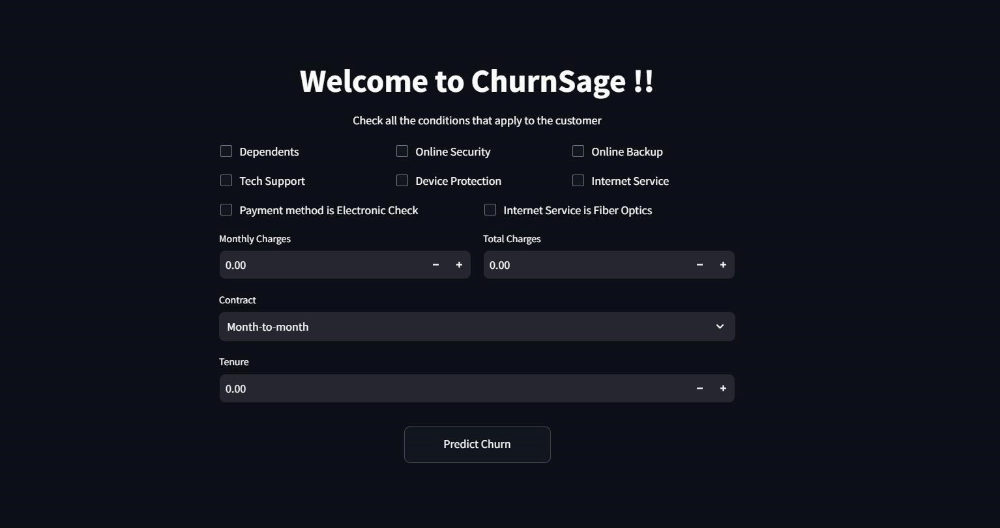 Welcome to ChurnSage !!
Check all the conditions that apply to the customer
Dependents Online Security Online Backup
Tech Support Device Protection Internet Service
Payment method is Electronic Check Internet Service is Fiber Optics
Monthly Charges Total Charges
0.00 − + 0.00 − +
Contract
Month-to-month
Tenure
0.00 − +
Predict Churn